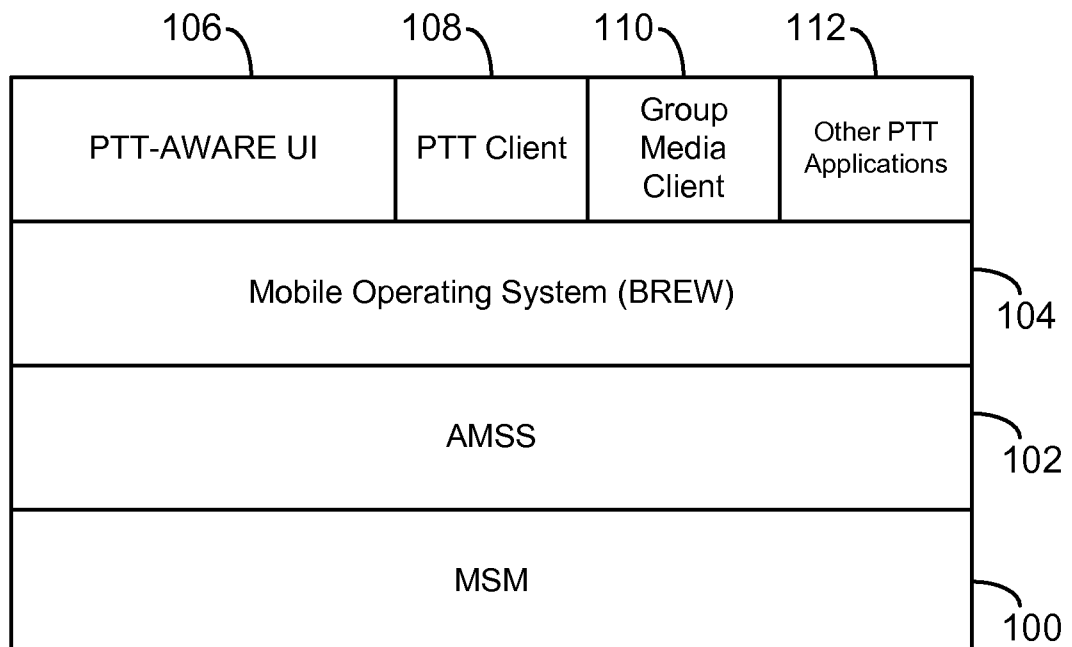 106
108
110
112
PTT-AWARE UI
PTT Client
Group
Media
Client
Other PTT
Applications
Mobile Operating System (BREW)
104
AMSS
102
MSM
100